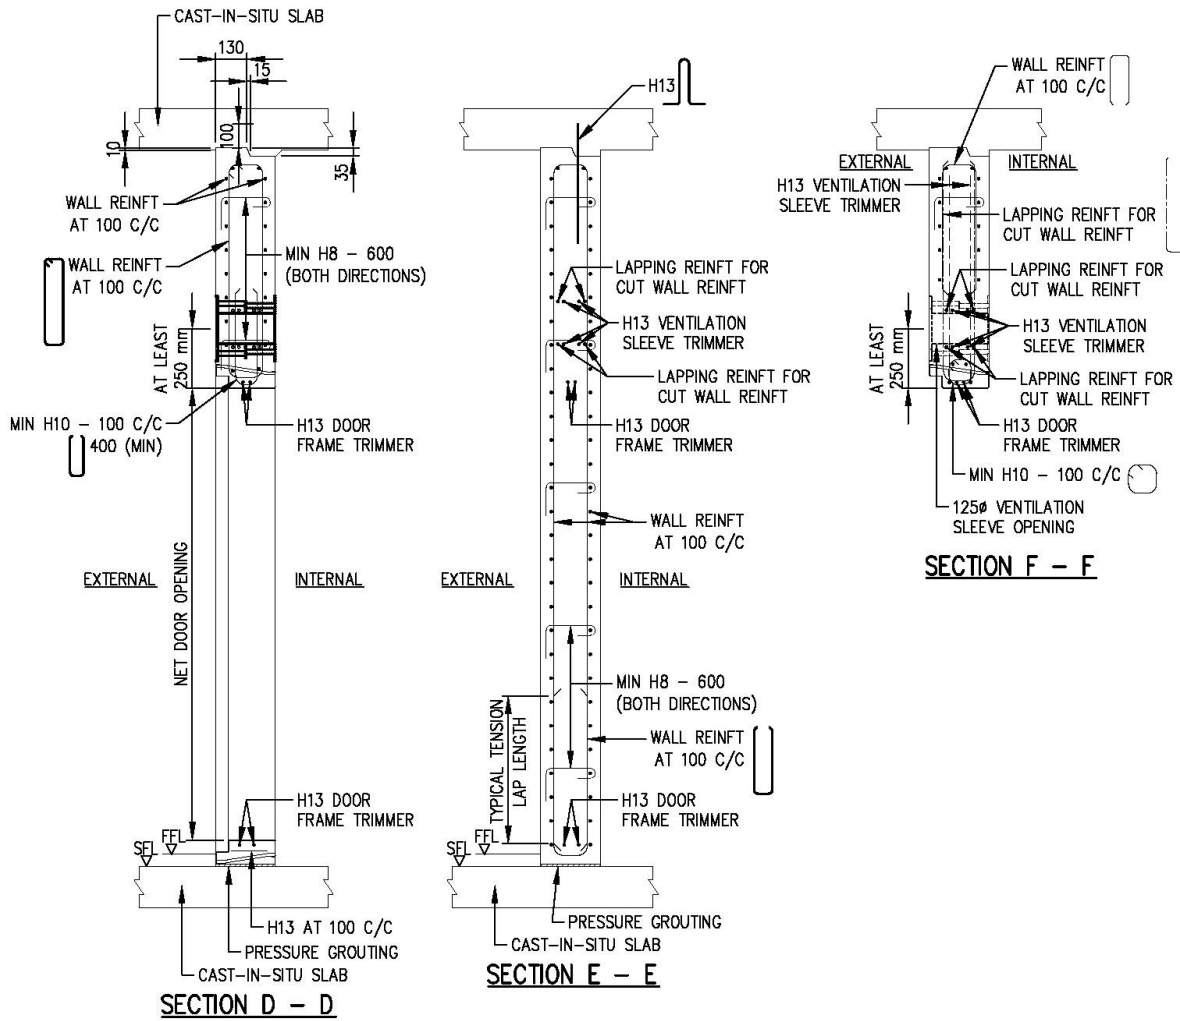 CAST-IN-SITU SLAB
130
15
100
10
35
WALL REINFT
AT 100 C/C
WALL REINFT
AT 100 C/C
MIN H8 - 600
(BOTH DIRECTIONS)
AT LEAST
250 mm
MIN H10 - 100 C/C
400 (MIN)
H13 DOOR
FRAME TRIMMER
NET DOOR OPENING
EXTERNAL
INTERNAL
H13 DOOR
FRAME TRIMMER
SFL
FFL
H13 AT 100 C/C
PRESSURE GROUTING
CAST-IN-SITU SLAB
SECTION D - D
H13
LAPPING REINFT FOR
CUT WALL REINFT
H13 VENTILATION
SLEEVE TRIMMER
LAPPING REINFT FOR
CUT WALL REINFT
H13 DOOR
FRAME TRIMMER
WALL REINFT
AT 100 C/C
EXTERNAL
INTERNAL
MIN H8 - 600
(BOTH DIRECTIONS)
TYPICAL TENSION
LAP LENGTH
WALL REINFT
AT 100 C/C
H13 DOOR
FRAME TRIMMER
SFL
FFL
PRESSURE GROUTING
CAST-IN-SITU SLAB
SECTION E - E
WALL REINFT
AT 100 C/C
EXTERNAL
INTERNAL
H13 VENTILATION
SLEEVE TRIMMER
LAPPING REINFT FOR
CUT WALL REINFT
LAPPING REINFT FOR
CUT WALL REINFT
AT LEAST
250 mm
H13 VENTILATION
SLEEVE TRIMMER
LAPPING REINFT FOR
CUT WALL REINFT
H13 DOOR
FRAME TRIMMER
MIN H10 - 100 C/C
125ø VENTILATION
SLEEVE OPENING
SECTION F - F